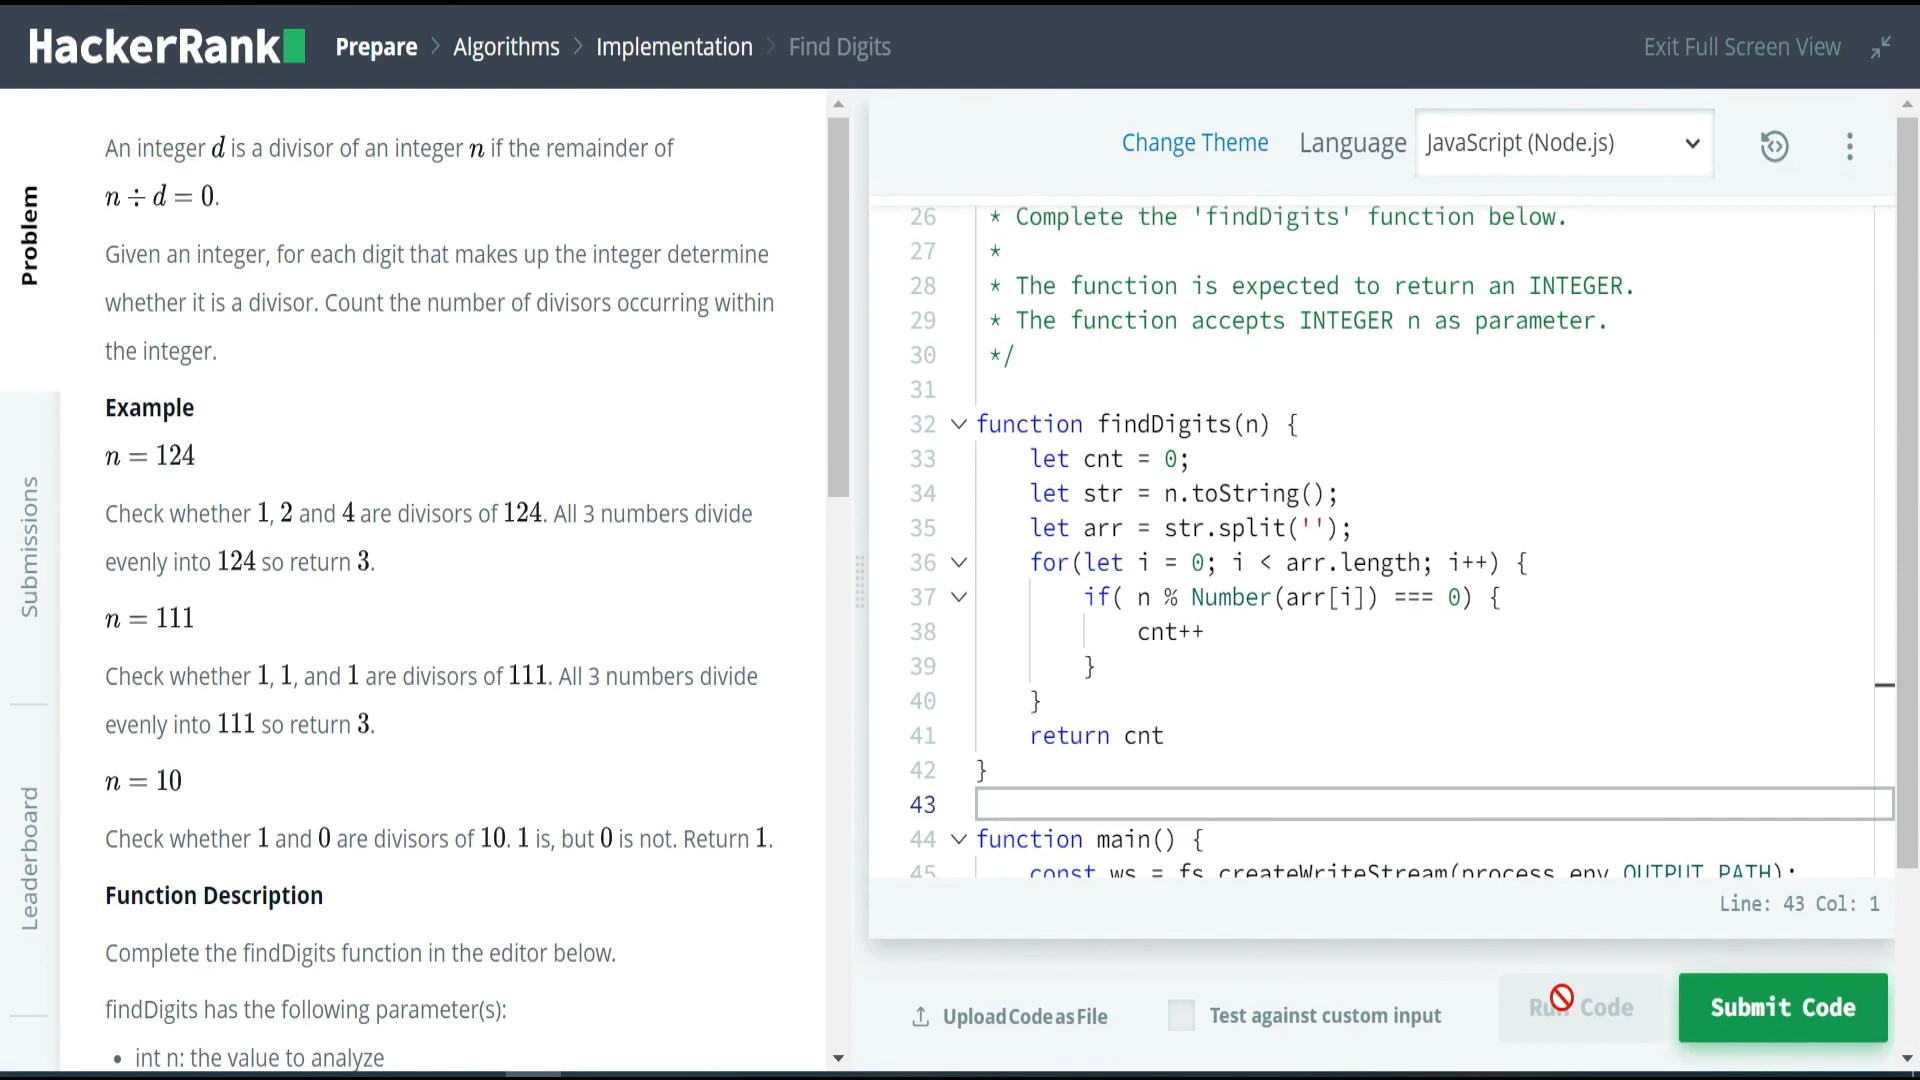 HackerRank
Prepare > Algorithms > Implementation > Find Digits
Exit Full Screen View
Problem
Submissions
Leaderboard
An integer d is a divisor of an integer n if the remainder of
n ÷ d = 0.
Given an integer, for each digit that makes up the integer determine
whether it is a divisor. Count the number of divisors occurring within
the integer.
Example
n = 124
Check whether 1, 2 and 4 are divisors of 124. All 3 numbers divide
evenly into 124 so return 3.
n = 111
Check whether 1, 1, and 1 are divisors of 111. All 3 numbers divide
evenly into 111 so return 3.
n = 10
Check whether 1 and 0 are divisors of 10. 1 is, but 0 is not. Return 1.
Function Description
Complete the findDigits function in the editor below.
findDigits has the following parameter(s):
• int n: the value to analyze
Change Theme Language JavaScript (Node.js)
26 * Complete the 'findDigits' function below.
27 *
28 * The function is expected to return an INTEGER.
29 * The function accepts INTEGER n as parameter.
30 */
31
32 function findDigits(n) {
33 let cnt = 0;
34 let str = n.toString();
35 let arr = str.split('');
36 for(let i = 0; i < arr.length; i++) {
37 if( n % Number(arr[i]) === 0) {
38 cnt++
39 }
40 }
41 return cnt
42 }
43
44 function main() {
45 const ws = fs.createWriteStream(process.env.OUTPUT_PATH);
Line: 43 Col: 1
Upload Code as File
Test against custom input
Run Code
Submit Code